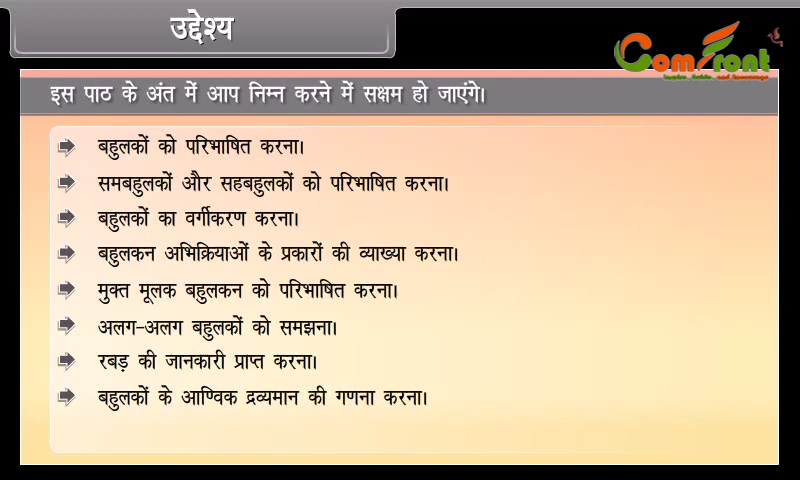 उद्देश्य
ComFront
इस पाठ के अंत में आप निम्न करने में सक्षम हो जाएंगे।
बहुलकों को परिभाषित करना।
समबहुलकों और सहबहुलकों को परिभाषित करना।
बहुलकों का वर्गीकरण करना।
बहुलकन अभिक्रियाओं के प्रकारों की व्याख्या करना।
मुक्त मूलक बहुलकन को परिभाषित करना।
अलग-अलग बहुलकों को समझना।
रबड़ की जानकारी प्राप्त करना।
बहुलकों के आण्विक द्रव्यमान की गणना करना।